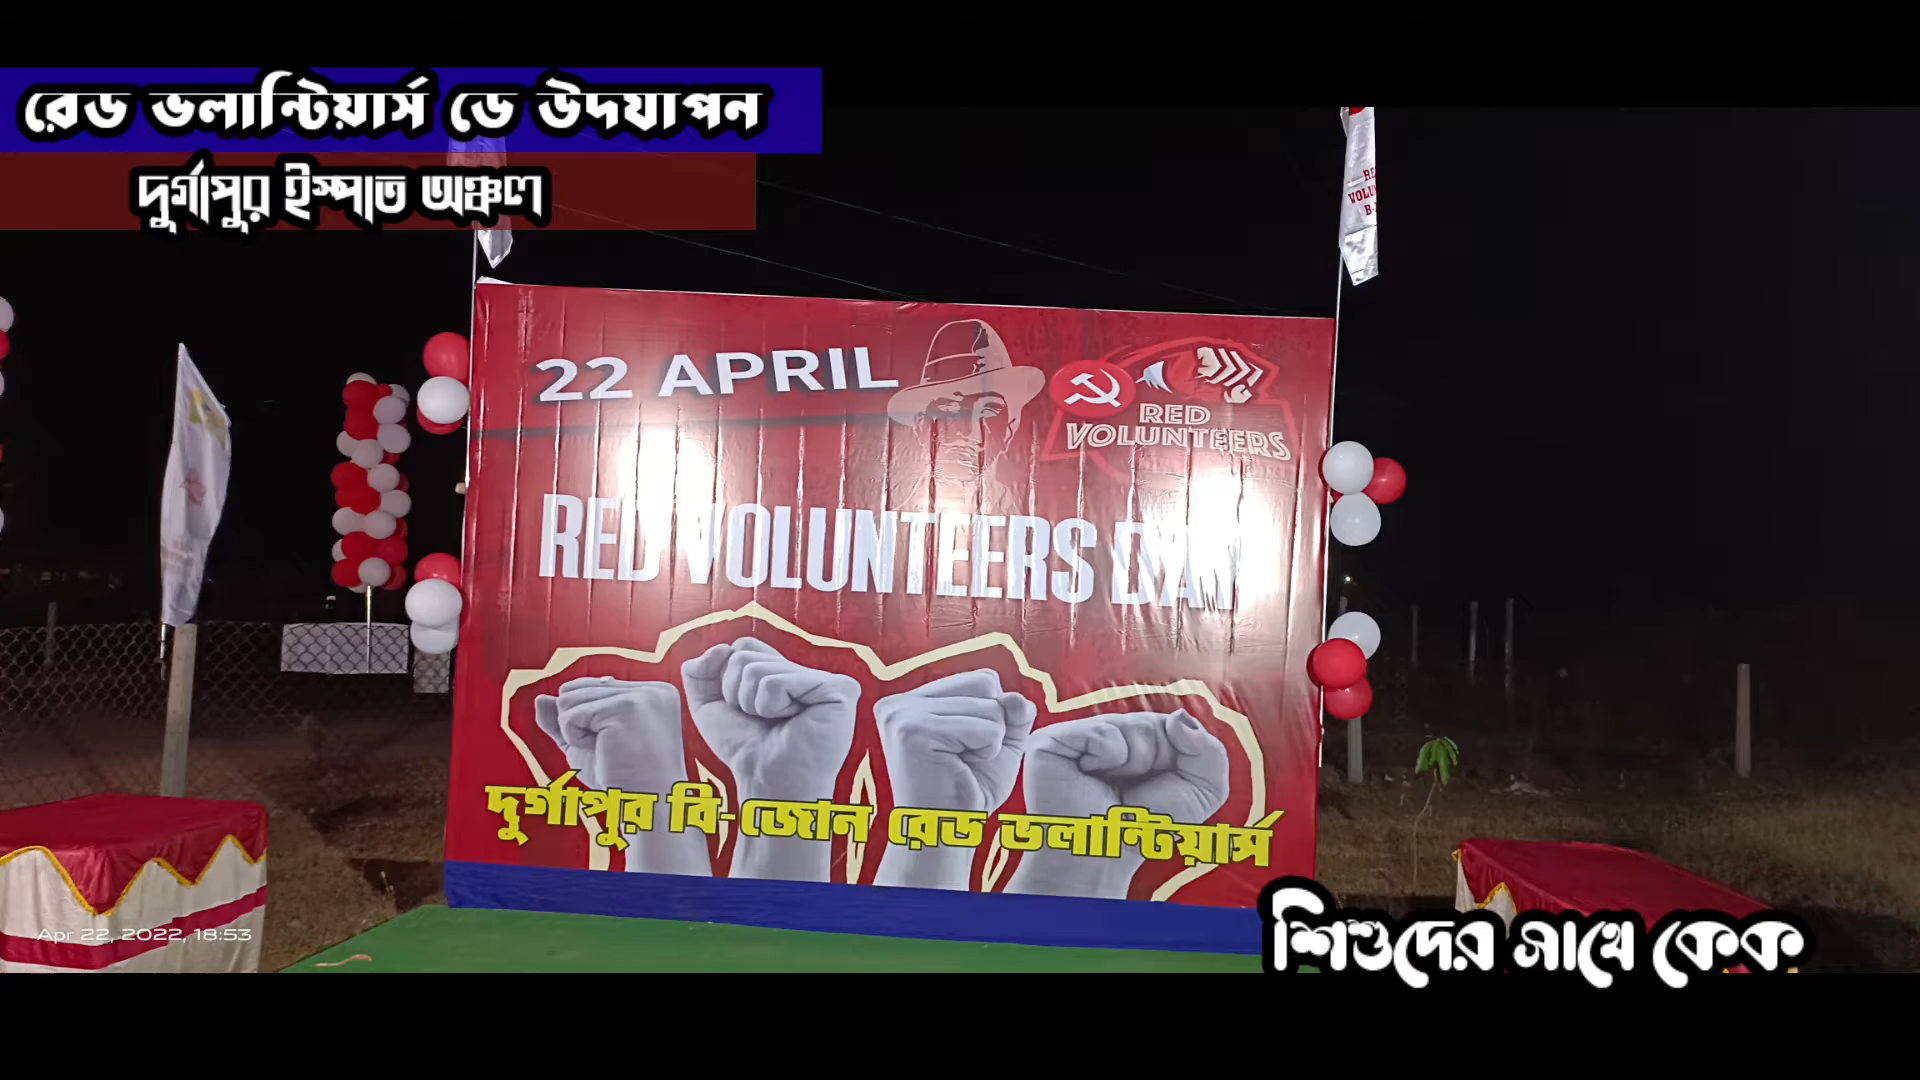 রেড ভলান্টিয়ার্স ডে উদযাপন
দুর্গাপুর ইস্পাত অঞ্চল
22 APRIL
RED
VOLUNTEERS
RED VOLUNTEERS DAY
দুর্গাপুর বি-জোন রেড ভলান্টিয়ার্স
Apr 22, 2022, 18:53
শিশুদের সাথে কেক